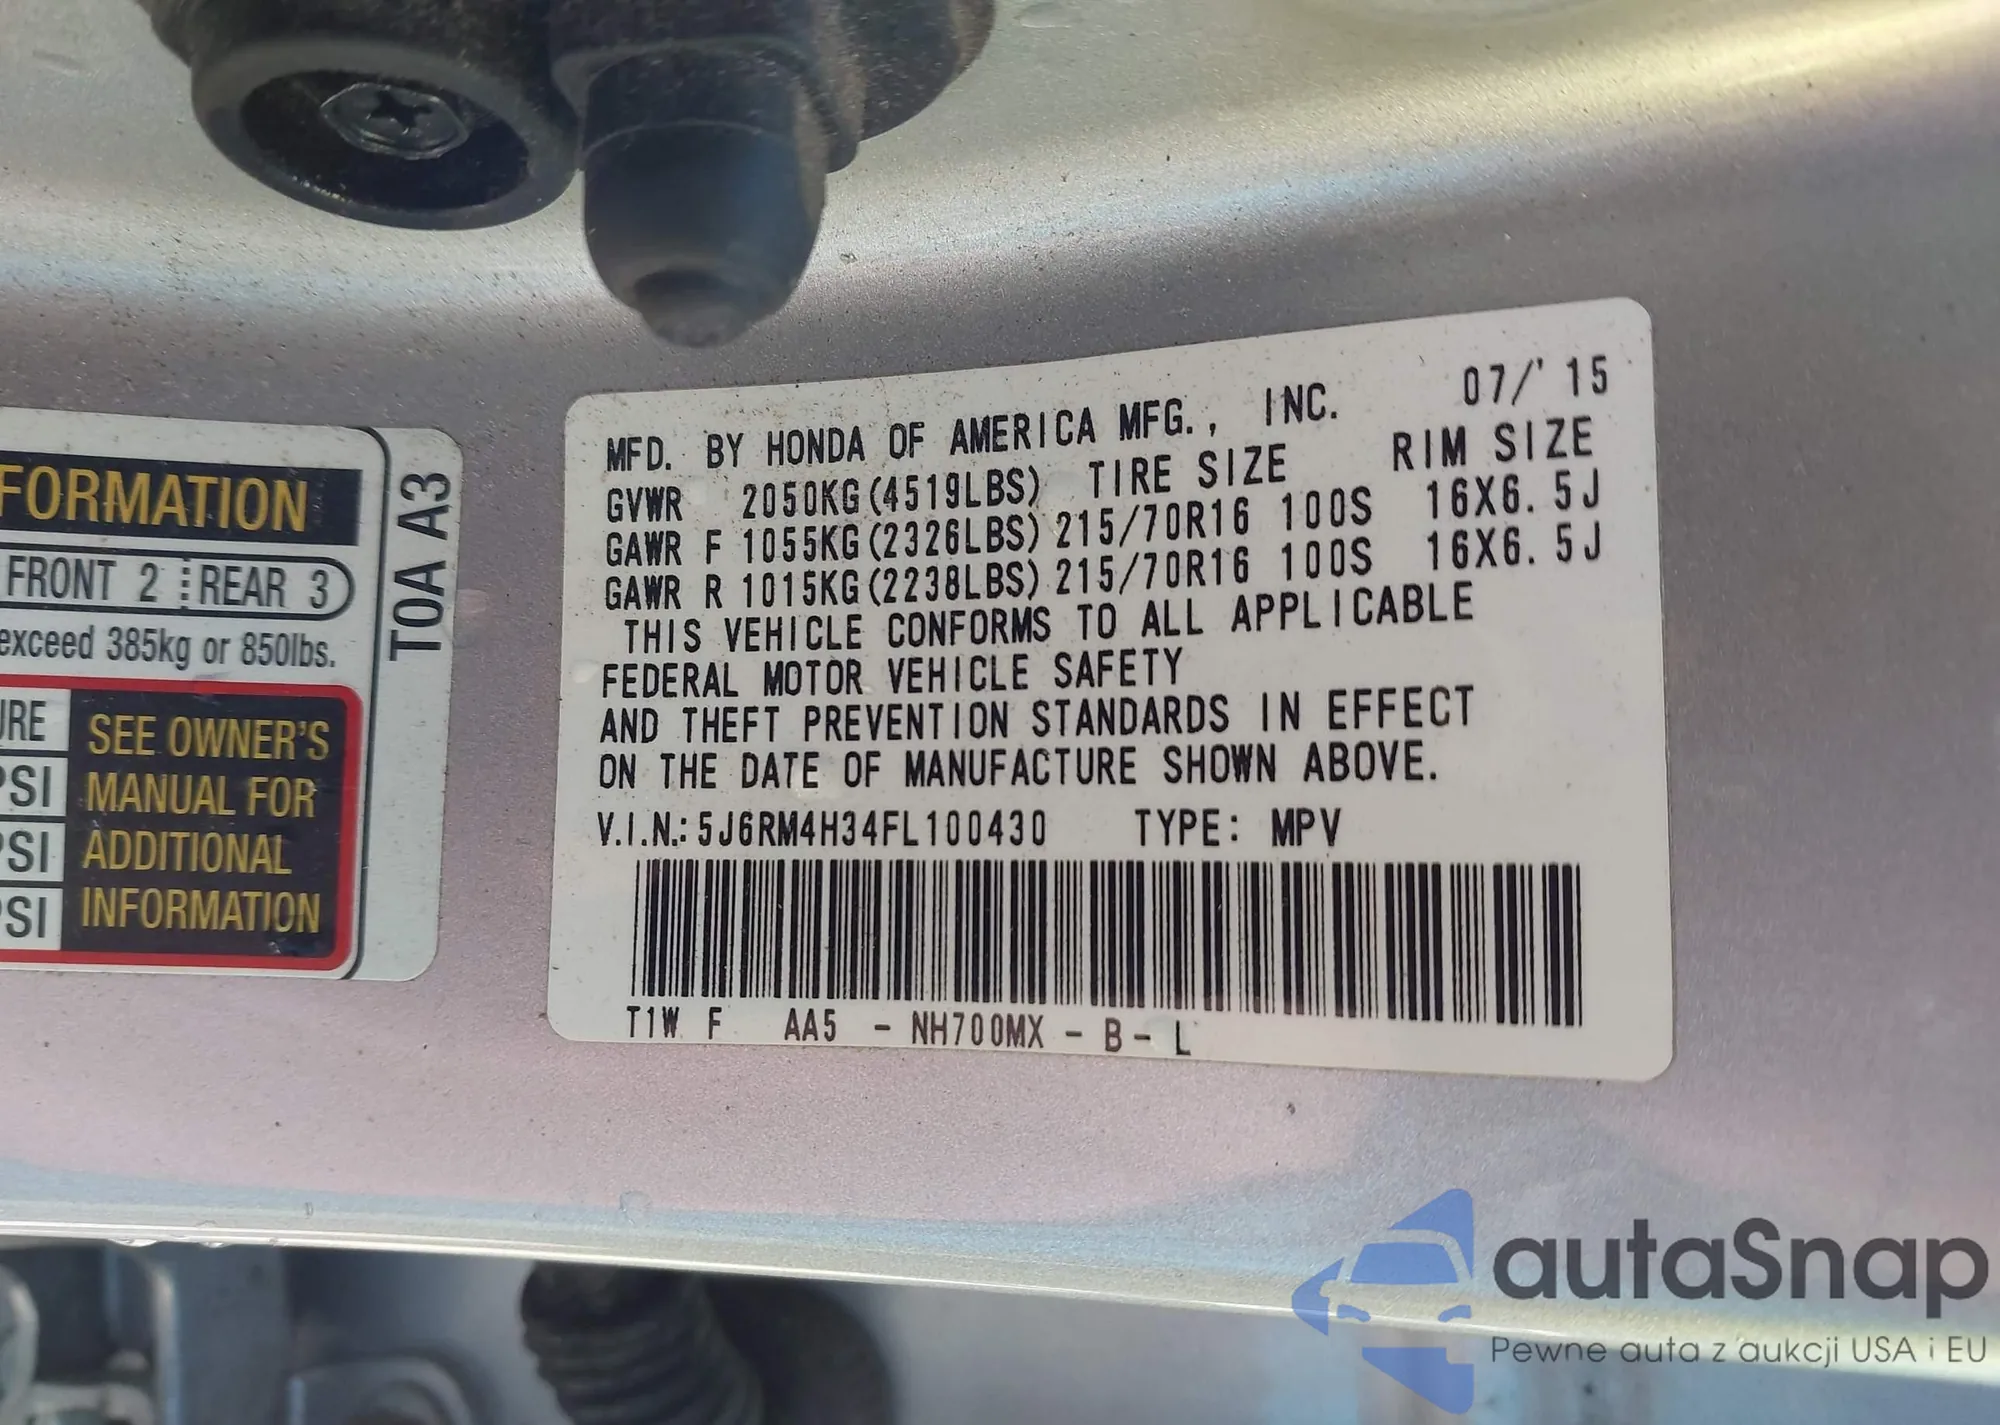 FORMATION
FRONT 2 REAR 3
exceed 385kg or 850lbs.
URE
PSI
PSI
PSI
SEE OWNER'S
MANUAL FOR
ADDITIONAL
INFORMATION
T0A A3
07/'15
MFD. BY HONDA OF AMERICA MFG., INC.
GVWR 2050KG(4519LBS) TIRE SIZE RIM SIZE
GAWR F 1055KG(2326LBS) 215/70R16 100S 16X6.5J
GAWR R 1015KG(2238LBS) 215/70R16 100S 16X6.5J
THIS VEHICLE CONFORMS TO ALL APPLICABLE
FEDERAL MOTOR VEHICLE SAFETY
AND THEFT PREVENTION STANDARDS IN EFFECT
ON THE DATE OF MANUFACTURE SHOWN ABOVE.
V.I.N.: 5J6RM4H34FL100430 TYPE: MPV
T1W F AA5 - NH700MX - B - L
autaSnap
Pewne auta z aukcji USA i EU